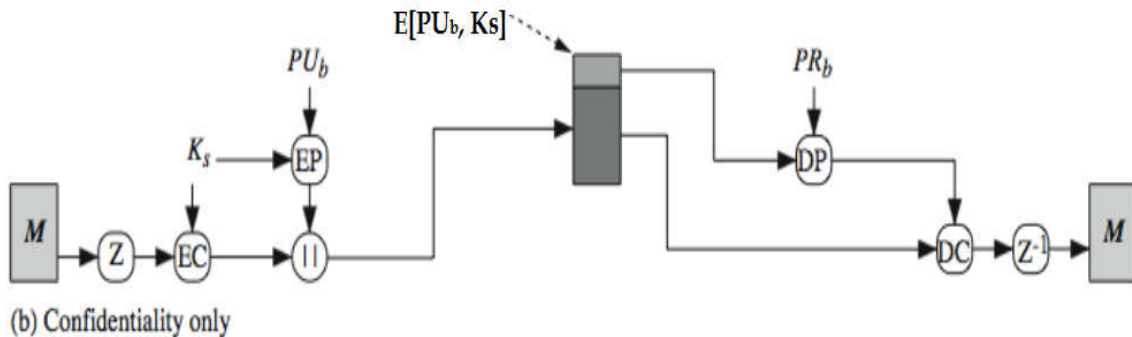 E[PUb, Ks]
PUb
PRb
Ks
EP
DP
M
Z
EC
||
DC
Z-1
M
(b) Confidentiality only